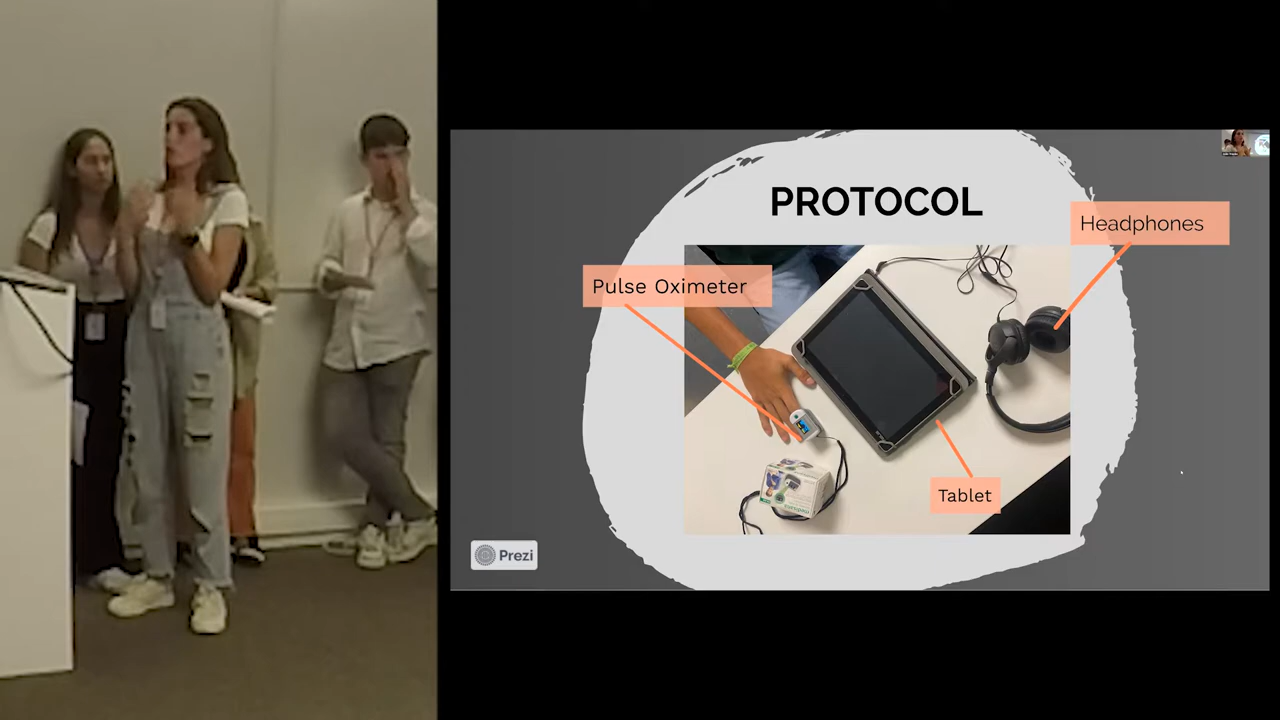 PROTOCOL
Headphones
Pulse Oximeter
Tablet
Prezi